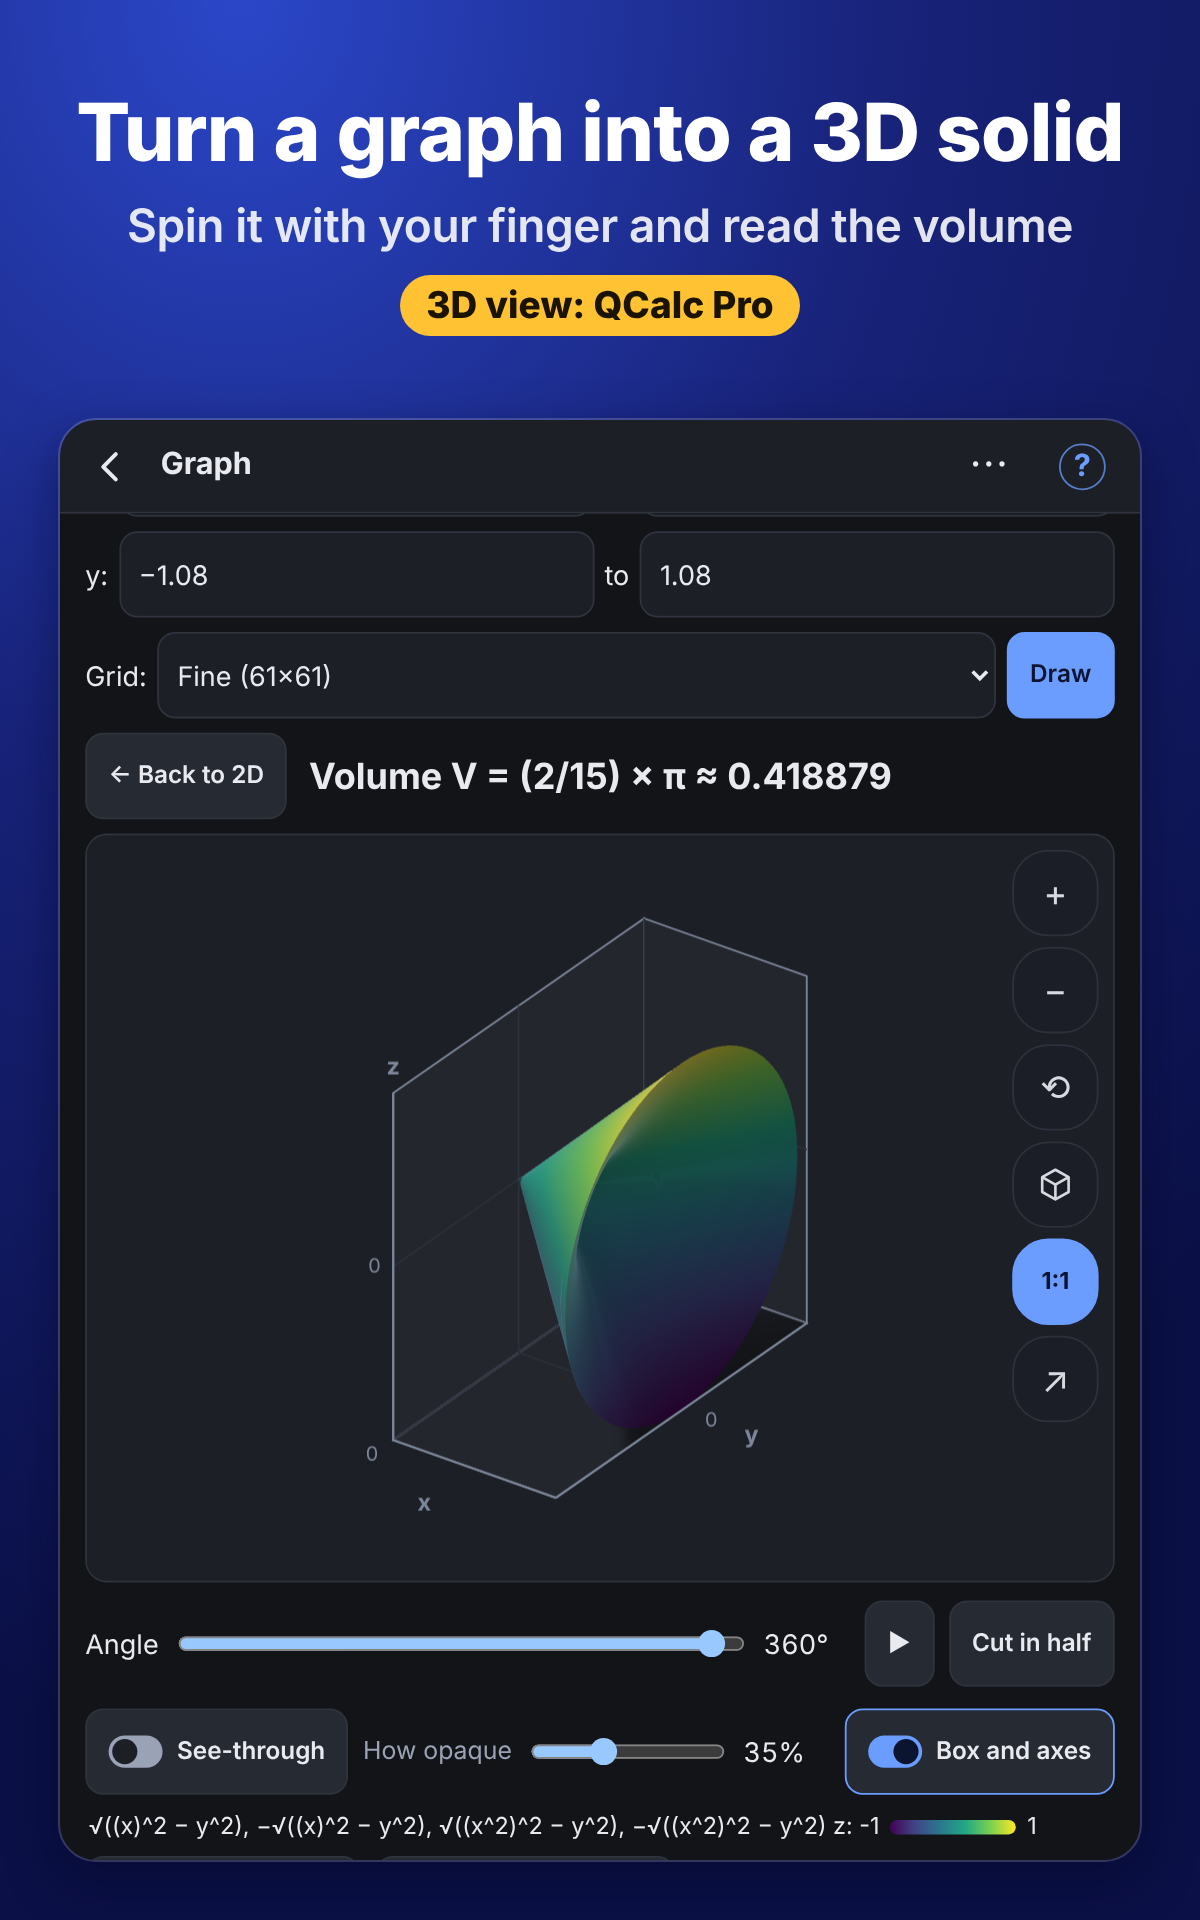 Turn a graph into a 3D solid
Spin it with your finger and read the volume
3D view: QCalc Pro
Graph
?
y: −1.08 to 1.08
Grid: Fine (61×61) Draw
← Back to 2D Volume V = (2/15) × π ≈ 0.418879
+
−
1:1
z
0
0
x
0
y
Angle 360° Cut in half
See-through How opaque 35% Box and axes
√((x)^2 − y^2), −√((x)^2 − y^2), √((x^2)^2 − y^2), −√((x^2)^2 − y^2) z: -1 1